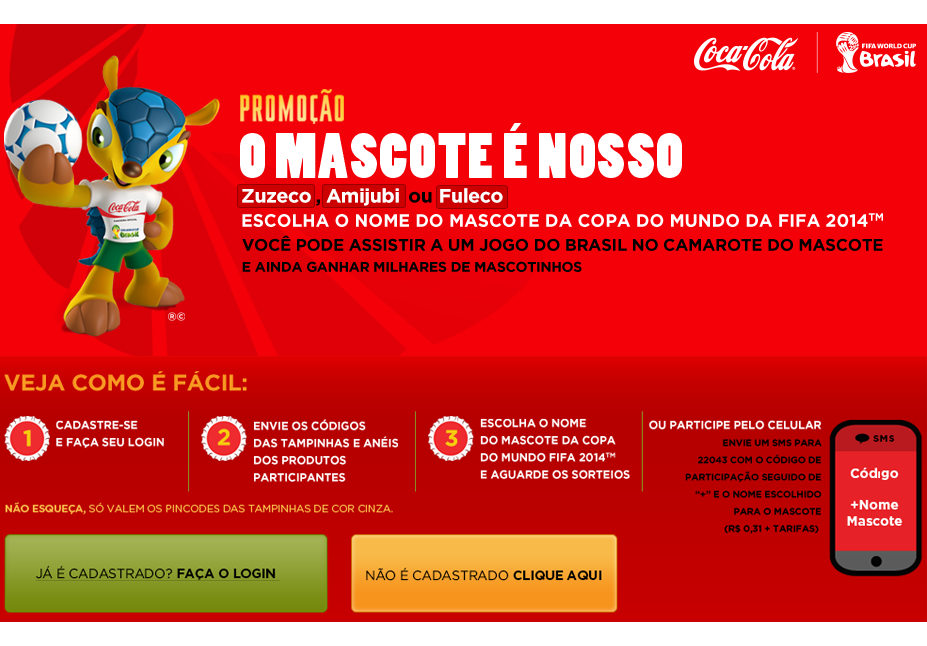 Coca-Cola
FIFA WORLD CUP
Brasil
PROMOÇÃO
O MASCOTE É NOSSO
Zuzeco, Amijubi ou Fuleco
ESCOLHA O NOME DO MASCOTE DA COPA DO MUNDO DA FIFA 2014™
VOCÊ PODE ASSISTIR A UM JOGO DO BRASIL NO CAMAROTE DO MASCOTE
E AINDA GANHAR MILHARES DE MASCOTINHOS
Coca-Cola
BRASIL
®©
VEJA COMO É FÁCIL:
1
CADASTRE-SE
E FAÇA SEU LOGIN
2
ENVIE OS CÓDIGOS
DAS TAMPINHAS E ANÉIS
DOS PRODUTOS
PARTICIPANTES
3
ESCOLHA O NOME
DO MASCOTE DA COPA
DO MUNDO FIFA 2014™
E AGUARDE OS SORTEIOS
OU PARTICIPE PELO CELULAR
ENVIE UM SMS PARA
22043 COM O CÓDIGO DE
PARTICIPAÇÃO SEGUIDO DE
"+" E O NOME ESCOLHIDO
PARA O MASCOTE
(R$ 0,31 + TARIFAS)
SMS
Código
+Nome
Mascote
NÃO ESQUEÇA, SÓ VALEM OS PINCODES DAS TAMPINHAS DE COR CINZA.
JÁ É CADASTRADO? FAÇA O LOGIN
NÃO É CADASTRADO CLIQUE AQUI